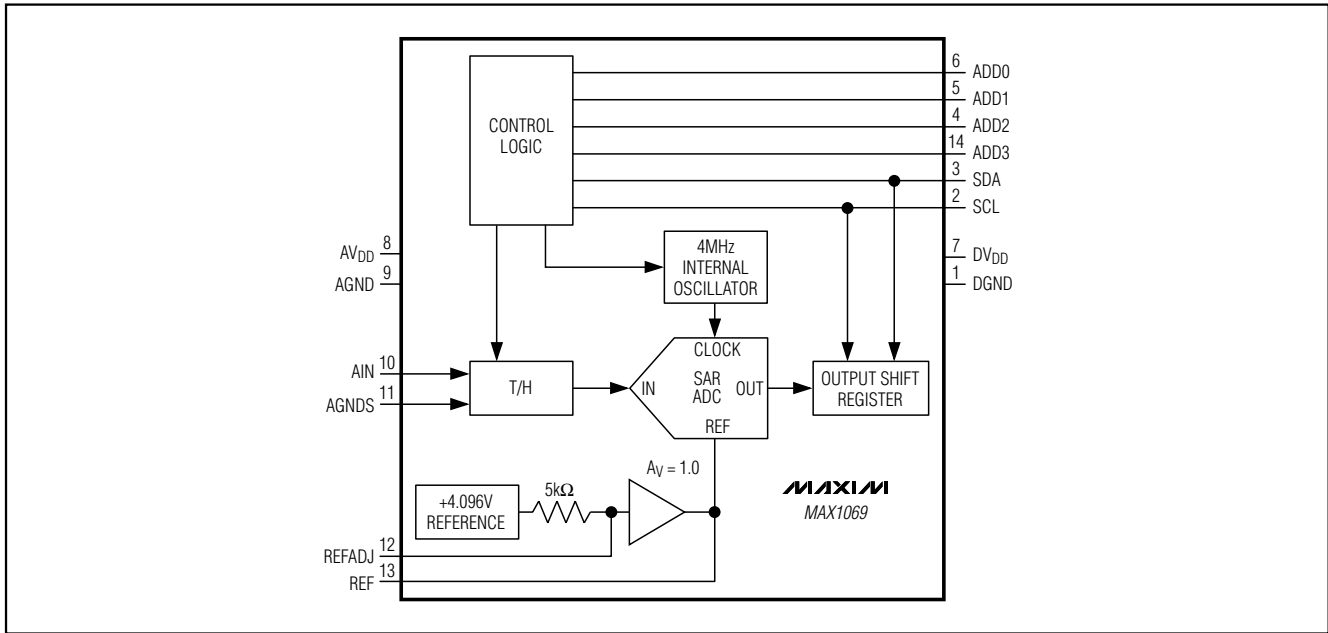 CONTROL
LOGIC
6 ADD0
5 ADD1
4 ADD2
14 ADD3
3 SDA
2 SCL
AVDD 8
AGND 9
4MHz
INTERNAL
OSCILLATOR
7 DVDD
1 DGND
AIN 10
AGNDS 11
T/H
CLOCK
IN
SAR
ADC
OUT
REF
OUTPUT SHIFT
REGISTER
+4.096V
REFERENCE
5kΩ
AV = 1.0
MAXIM
MAX1069
REFADJ 12
REF 13